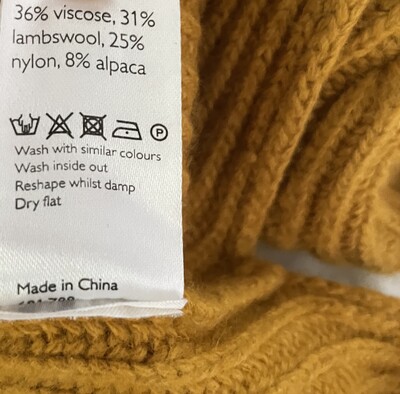 36% viscose, 31%
lambswool, 25%
nylon, 8% alpaca
P
Wash with similar colours
Wash inside out
Reshape whilst damp
Dry flat
Made in China